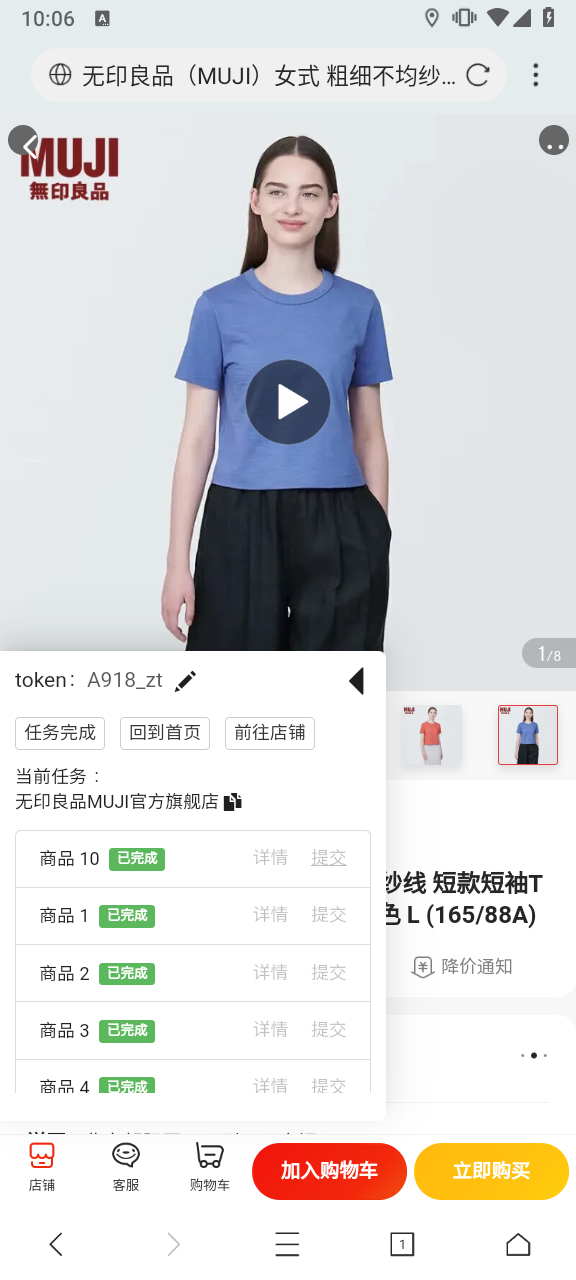 10:06
A
无印良品（MUJI）女式 粗细不均纱...
MUJI
無印良品
1/8
token： A918_zt
任务完成
回到首页
前往店铺
当前任务：
无印良品MUJI官方旗舰店
商品 10 已完成 详情 提交
商品 1 已完成 详情 提交
商品 2 已完成 详情 提交
商品 3 已完成 详情 提交
商品 4 已完成 详情 提交
纱线 短款短袖T
色 L (165/88A)
降价通知
店铺
客服
购物车
加入购物车
立即购买
1